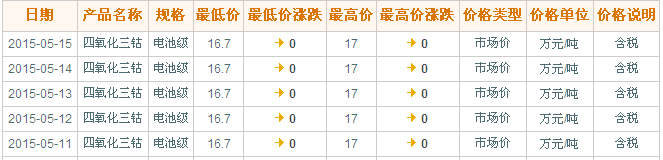 日期 产品名称 规格 最低价 最低价涨跌 最高价 最高价涨跌 价格类型 价格单位 价格说明
2015-05-15 四氧化三钴 电池级 16.7 → 0 17 → 0 市场价 万元/吨 含税
2015-05-14 四氧化三钴 电池级 16.7 → 0 17 → 0 市场价 万元/吨 含税
2015-05-13 四氧化三钴 电池级 16.7 → 0 17 → 0 市场价 万元/吨 含税
2015-05-12 四氧化三钴 电池级 16.7 → 0 17 → 0 市场价 万元/吨 含税
2015-05-11 四氧化三钴 电池级 16.7 → 0 17 → 0 市场价 万元/吨 含税